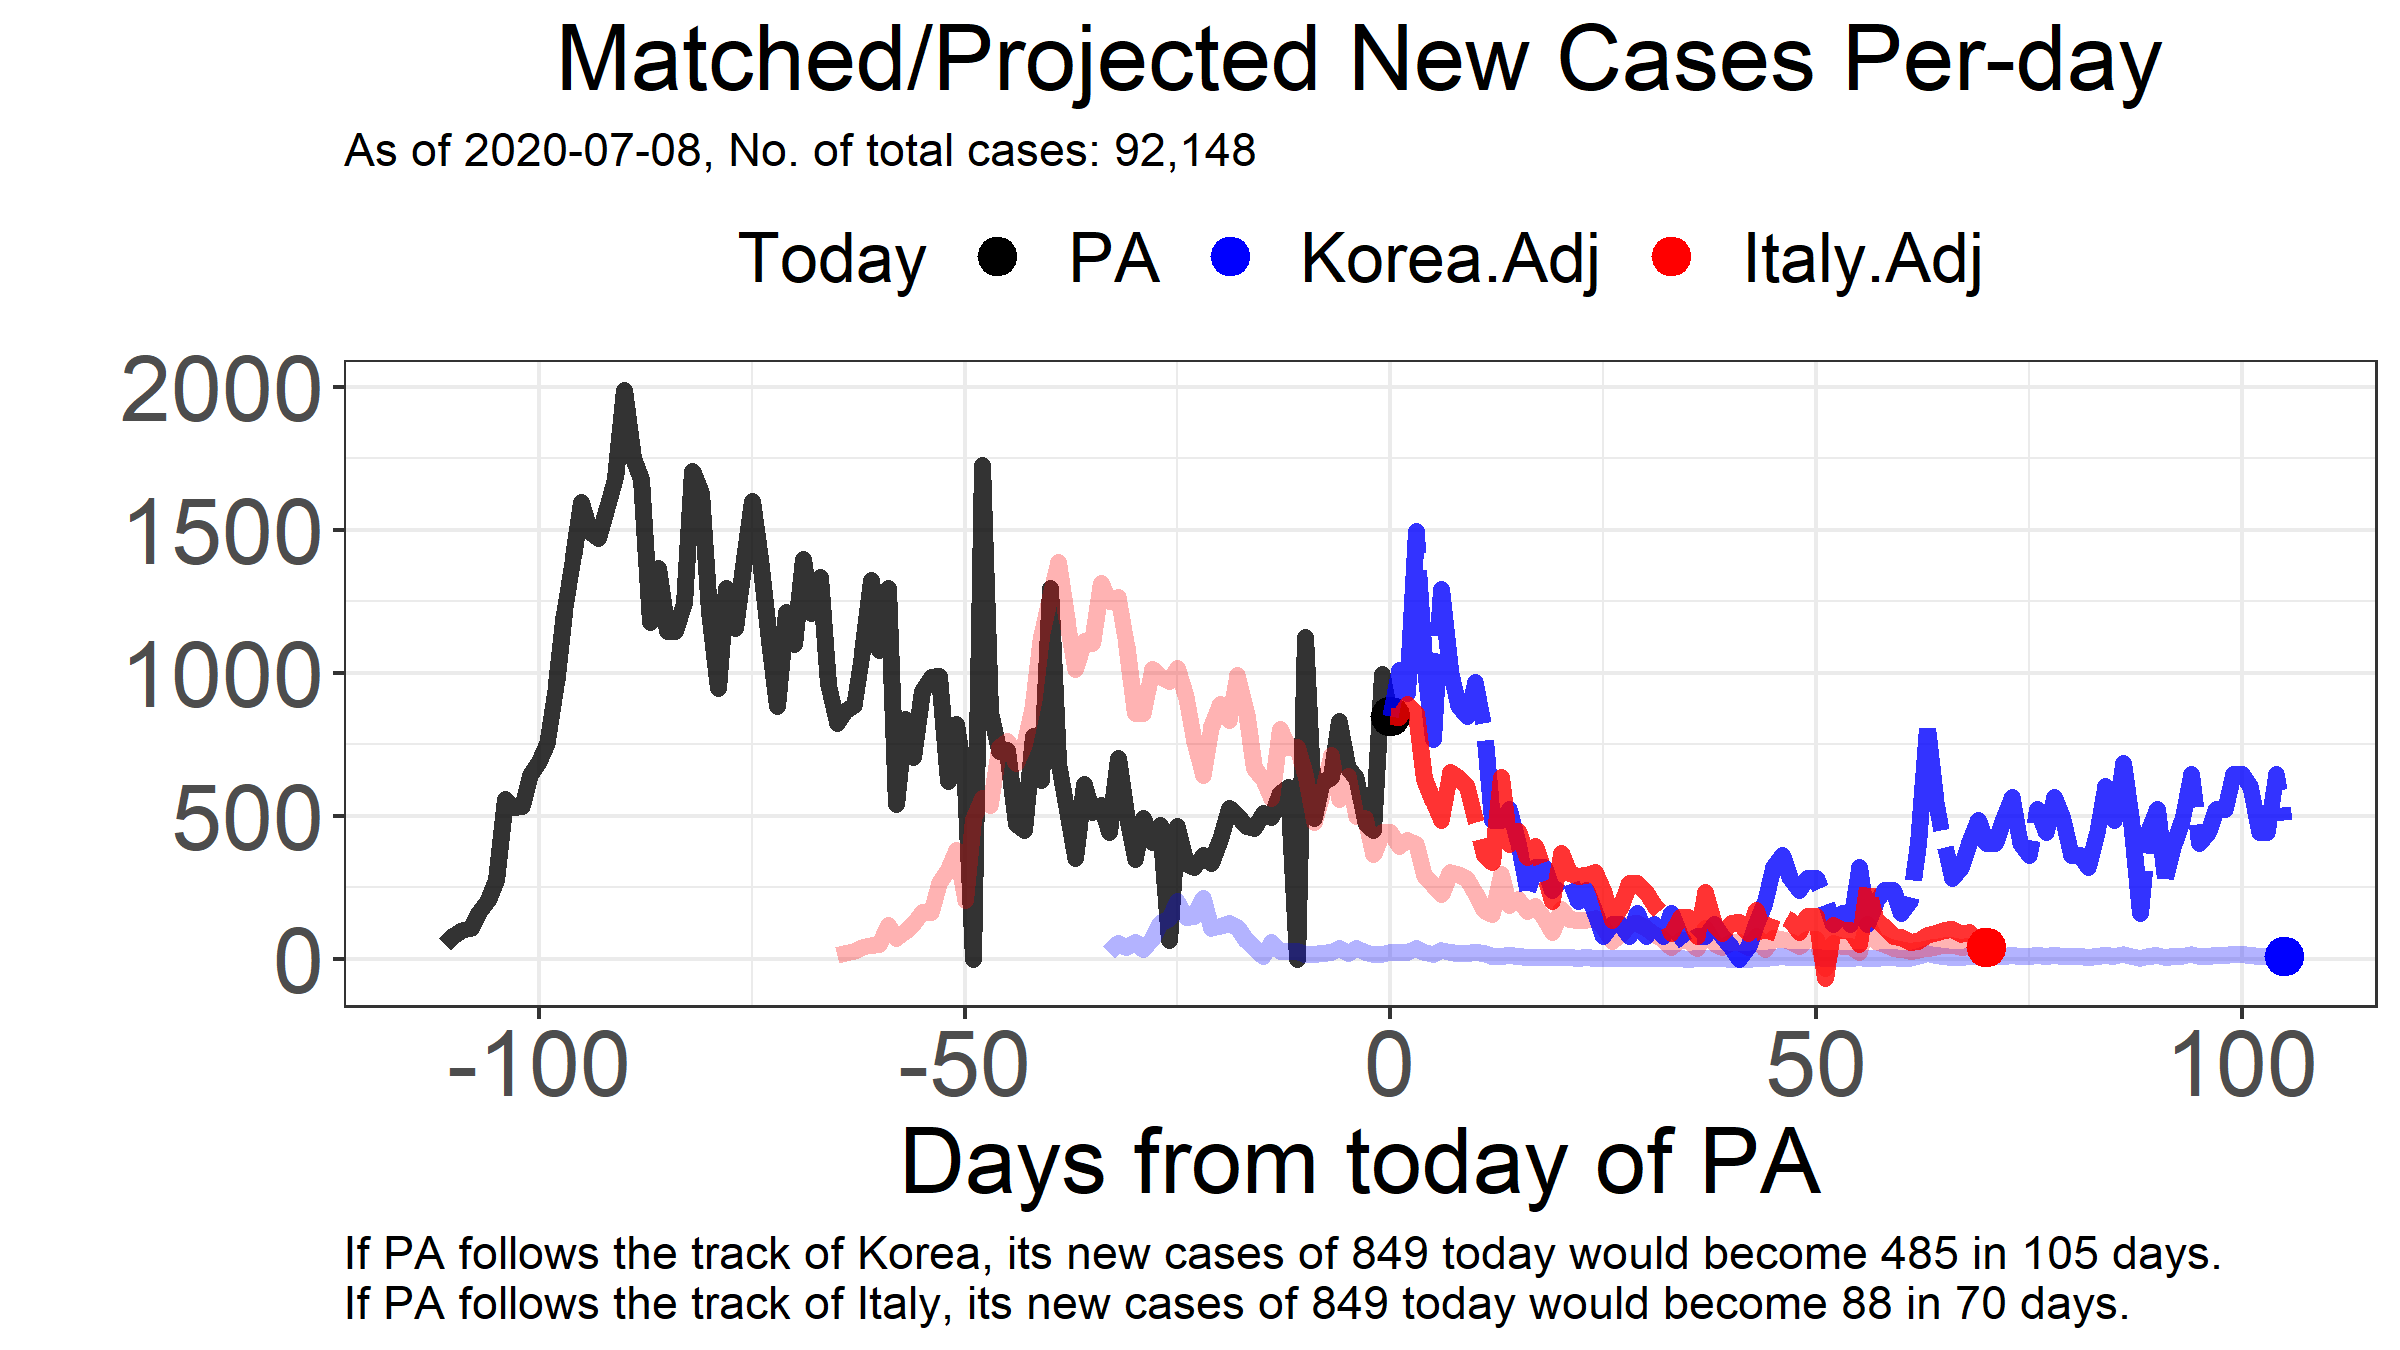 Matched/Projected New Cases Per-day
As of 2020-07-08, No. of total cases: 92,148
Today PA Korea.Adj Italy.Adj
2000
1500
1000
500
0
-100 -50 0 50 100
Days from today of PA
If PA follows the track of Korea, its new cases of 849 today would become 485 in 105 days.
If PA follows the track of Italy, its new cases of 849 today would become 88 in 70 days.